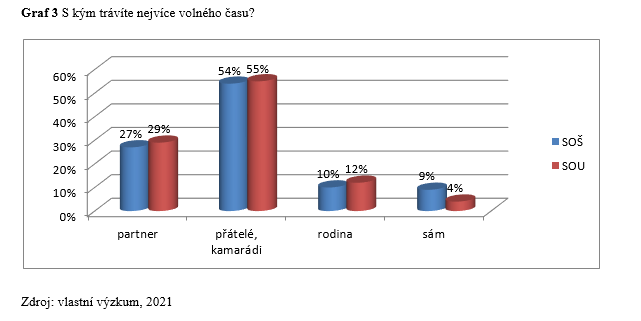 Graf 3 S kým trávíte nejvíce volného času?
60%
50%
40%
30%
20%
10%
0%
27%
29%
54%
55%
10%
12%
9%
4%
partner
přátelé,
kamarádi
rodina
sám
SOŠ
SOU
Zdroj: vlastní výzkum, 2021